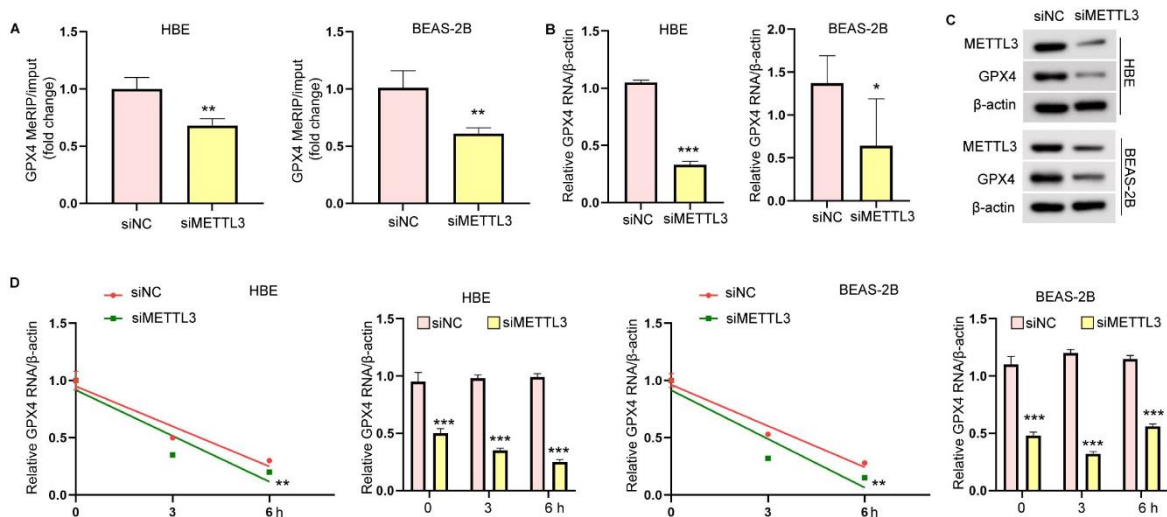 A
HBE
GPX4 MeRIP/imput
(fold change)
1.5
1.0
0.5
0.0
**
siNC
siMETTL3
BEAS-2B
GPX4 MeRIP/imput
(fold change)
1.5
1.0
0.5
0.0
**
siNC
siMETTL3
B
HBE
Relative GPX4 RNA/β-actin
1.5
1.0
0.5
0.0
***
siNC
siMETTL3
BEAS-2B
Relative GPX4 RNA/β-actin
2.0
1.5
1.0
0.5
0.0
*
siNC
siMETTL3
C
siNC siMETTL3
METTL3
GPX4
β-actin
HBE
METTL3
GPX4
β-actin
BEAS-2B
D
siNC
siMETTL3
HBE
Relative GPX4 RNA/β-actin
1.5
1.0
0.5
0.0
**
0 3 6 h
HBE
siNC siMETTL3
Relative GPX4 RNA/β-actin
1.5
1.0
0.5
0.0
*** *** ***
0 3 6 h
siNC
siMETTL3
BEAS-2B
Relative GPX4 RNA/β-actin
1.5
1.0
0.5
0.0
**
0 3 6 h
BEAS-2B
siNC siMETTL3
Relative GPX4 RNA/β-actin
1.5
1.0
0.5
0.0
*** *** ***
0 3 6 h